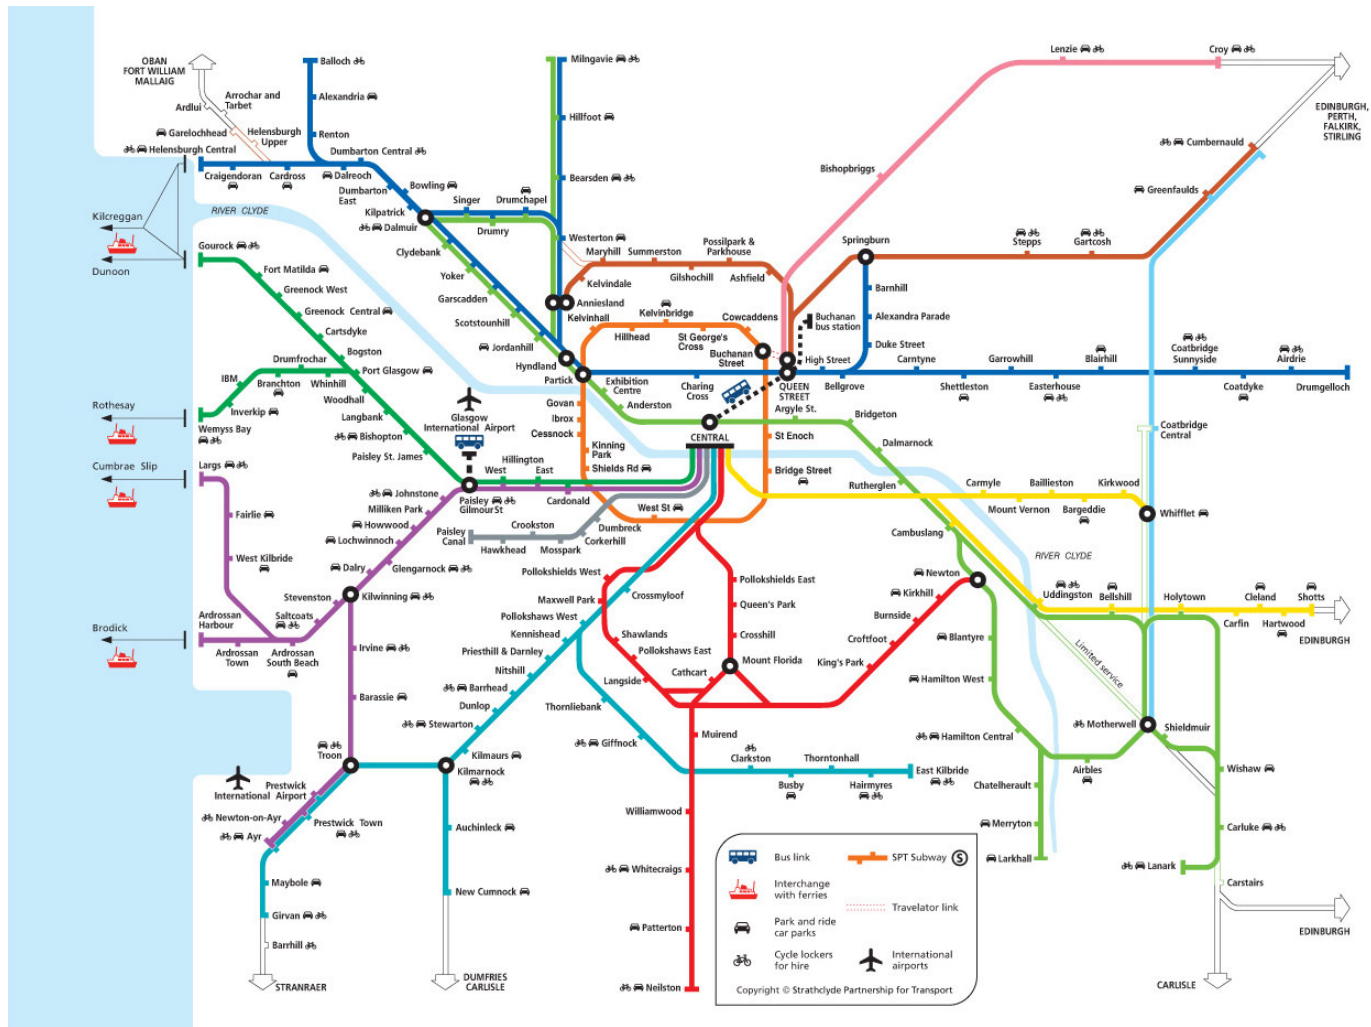 OBAN
FORT WILLIAM
MALLAIG
Ardlui
Arrochar and
Tarbet
Garelochhead
Helensburgh
Upper
Helensburgh Central
Craigendoran
Cardross
Balloch
Alexandria
Renton
Dalreoch
Dumbarton Central
Dumbarton
East
Bowling
Kilpatrick
Dalmuir
Singer
Drumry
Drumchapel
Clydebank
Yoker
Garscadden
Scotstounhill
Jordanhill
Hyndland
Partick
Milngavie
Hillfoot
Bearsden
Westerton
Anniesland
Kelvindale
Maryhill
Summerston
Gilshochill
Possilpark &
Parkhouse
Ashfield
Bishopbriggs
Lenzie
Croy
EDINBURGH,
PERTH,
FALKIRK,
STIRLING
Cumbernauld
Greenfaulds
Gartcosh
Stepps
Springburn
Barnhill
Alexandra Parade
Duke Street
Buchanan
bus station
High Street
Bellgrove
Carntyne
Shettleston
Garrowhill
Easterhouse
Blairhill
Coatbridge
Sunnyside
Coatdyke
Airdrie
Drumgelloch
Coatbridge
Central
QUEEN
STREET
Charing
Cross
Kelvinhall
Hillhead
Kelvinbridge
St George's
Cross
Cowcaddens
Buchanan
Street
St Enoch
Bridge Street
West St
Shields Rd
Kinning
Park
Cessnock
Ibrox
Govan
Exhibition
Centre
Anderston
CENTRAL
Argyle St.
Bridgeton
Dalmarnock
Rutherglen
Cambuslang
Carmyle
Mount Vernon
Baillieston
Bargeddie
Kirkwood
Whifflet
RIVER CLYDE
RIVER CLYDE
Kilcreggan
Dunoon
Gourock
Fort Matilda
Greenock West
Greenock Central
Cartsdyke
Bogston
Port Glasgow
Drumfrochar
Whinhill
Branchton
IBM
Inverkip
Wemyss Bay
Rothesay
Woodhall
Langbank
Bishopton
Paisley St. James
Glasgow
International Airport
Paisley
Gilmour St
Hillington
West
East
Cardonald
Paisley
Canal
Hawkhead
Crookston
Mosspark
Corkerhill
Dumbreck
Cumbrae Slip
Largs
Fairlie
West Kilbride
Ardrossan
Harbour
Ardrossan
Town
Ardrossan
South Beach
Saltcoats
Stevenston
Kilwinning
Dalry
Glengarnock
Lochwinnoch
Howwood
Milliken Park
Johnstone
Brodick
Irvine
Barassie
Troon
Prestwick
Airport
International
Prestwick Town
Newton-on-Ayr
Ayr
Maybole
Girvan
Barrhill
STRANRAER
Kilmarnock
Kilmaurs
Stewarton
Dunlop
Barrhead
Nitshill
Priesthill & Darnley
Kennishead
Pollokshaws West
Crossmyloof
Auchinleck
New Cumnock
DUMFRIES
CARLISLE
Thornliebank
Giffnock
Clarkston
Busby
Thorntonhall
Hairmyres
East Kilbride
Pollokshields West
Maxwell Park
Shawlands
Pollokshaws East
Langside
Cathcart
Pollokshields East
Queen's Park
Crosshill
Mount Florida
Muirend
Williamwood
Whitecraigs
Patterton
Neilston
King's Park
Croftfoot
Burnside
Kirkhill
Newton
Blantyre
Hamilton West
Hamilton Central
Chatelherault
Merryton
Larkhall
Airbles
Motherwell
Limited service
Uddingston
Bellshill
Holytown
Carfin
Cleland
Hartwood
Shotts
EDINBURGH
Shieldmuir
Wishaw
Carluke
Lanark
Carstairs
EDINBURGH
CARLISLE
Bus link
SPT Subway
S
Interchange
with ferries
Travelator link
Park and ride
car parks
Cycle lockers
for hire
International
airports
Copyright © Strathclyde Partnership for Transport